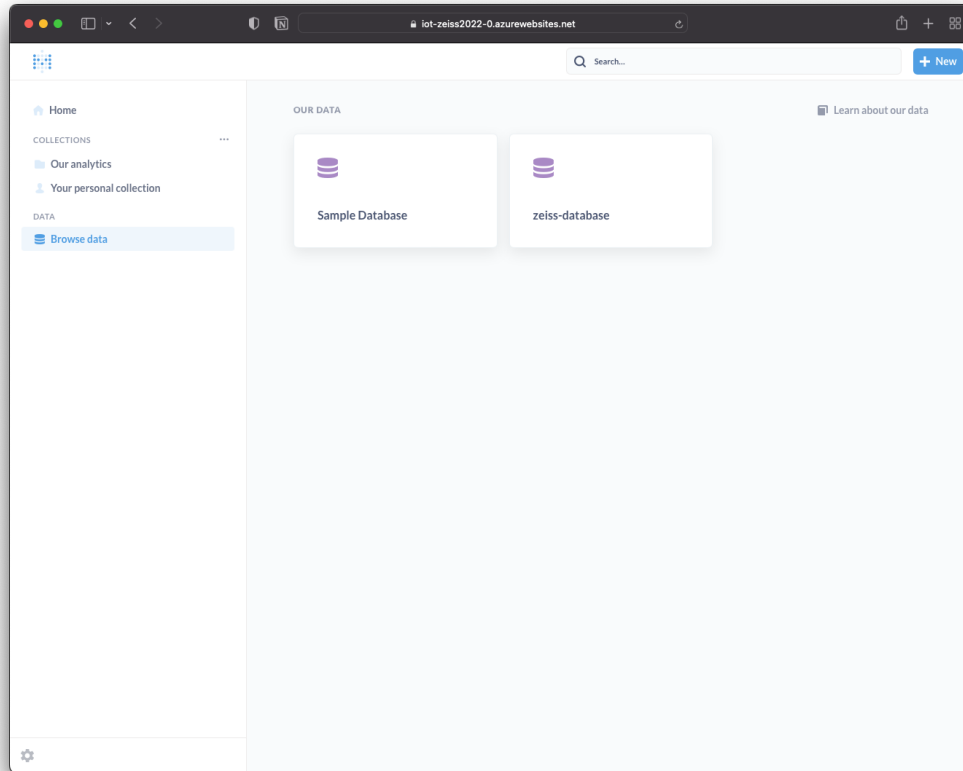 iot-zeiss2022-0.azurewebsites.net
Search...
+ New
Home
COLLECTIONS
Our analytics
Your personal collection
DATA
Browse data
OUR DATA
Learn about our data
Sample Database
zeiss-database